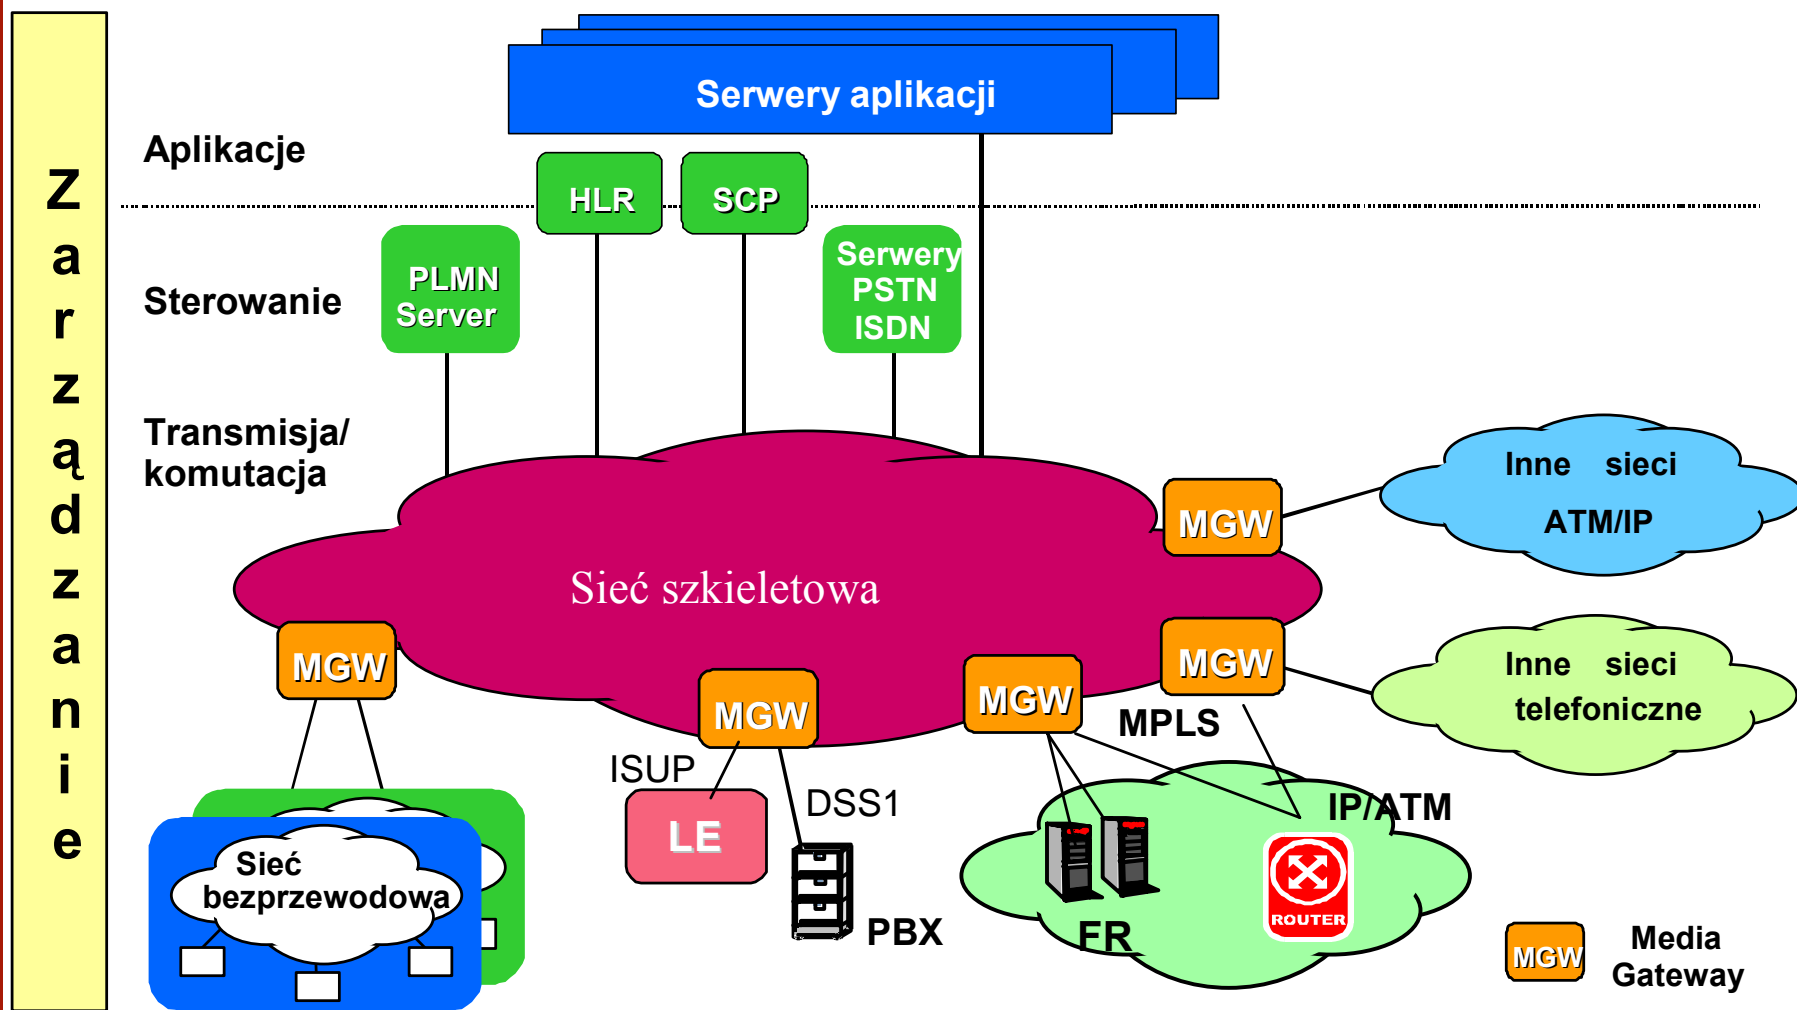 Zarządzanie
Serwery aplikacji
Aplikacje
HLR
SCP
Sterowanie
PLMN
Server
Serwery
PSTN
ISDN
Transmisja/
komutacja
Sieć szkieletowa
MGW
Inne sieci
ATM/IP
MGW
MGW
Inne sieci
telefoniczne
MGW
MGW
MPLS
ISUP
LE
DSS1
PBX
IP/ATM
FR
ROUTER
Sieć
bezprzewodowa
MGW
Media
Gateway